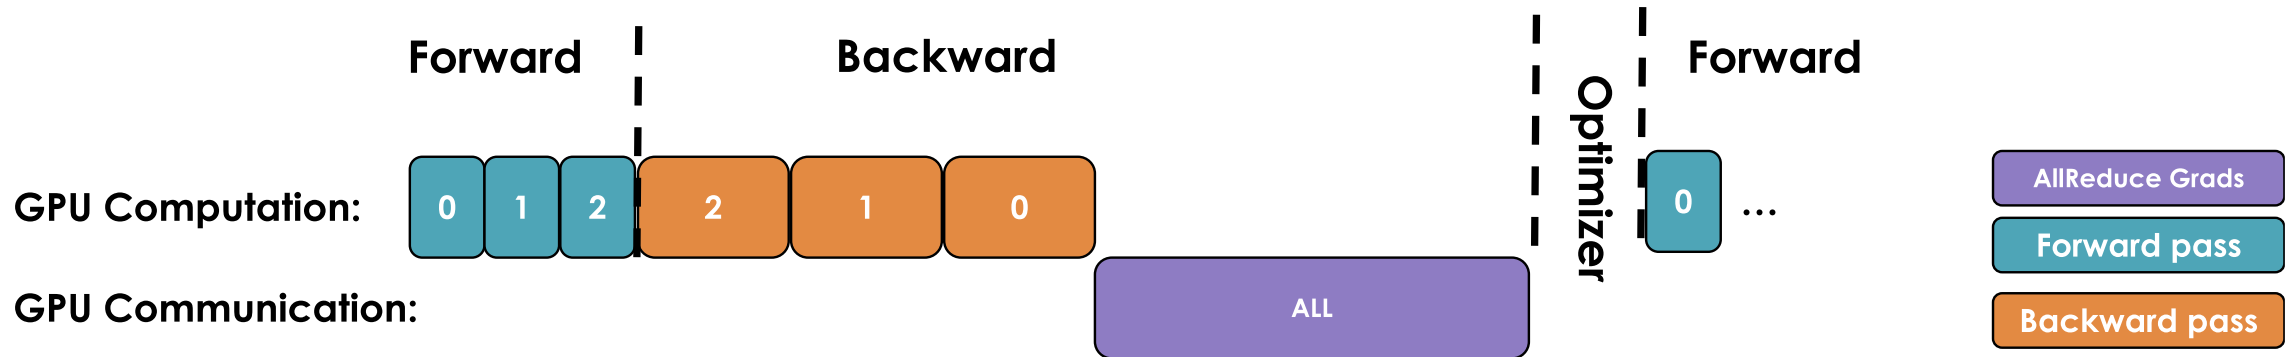 Forward
Backward
Optimizer
Forward
GPU Computation:
0
1
2
2
1
0
0
...
GPU Communication:
ALL
AllReduce Grads
Forward pass
Backward pass